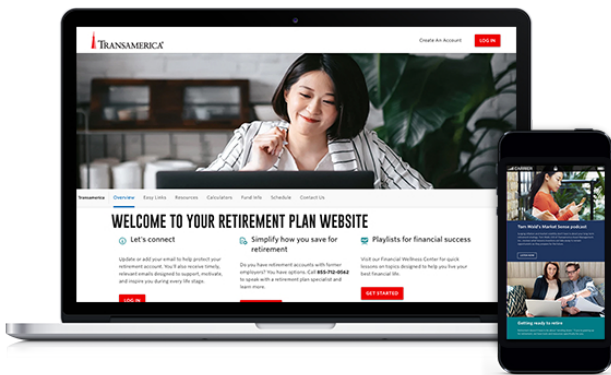 TRANSAMERICA
Create An Account
LOG IN
Transamerica Overview Easy Links Resources Calculators Fund Info Schedule Contact Us
WELCOME TO YOUR RETIREMENT PLAN WEBSITE
Let's connect
Update or add your email to help protect your
retirement account. You'll also receive timely,
relevant emails designed to support, motivate,
and inspire you during every life stage.
LOG IN
Simplify how you save for
retirement
Do you have retirement accounts with former
employers? You have options. Call 855-712-0562
to speak with a retirement plan specialist and
learn more.
Playlists for financial success
Visit our Financial Wellness Center for quick
lessons on topics designed to help you live your
best financial life.
GET STARTED
CARRIER
Tom Wald's Market Sense podcast
Getting ready to retire